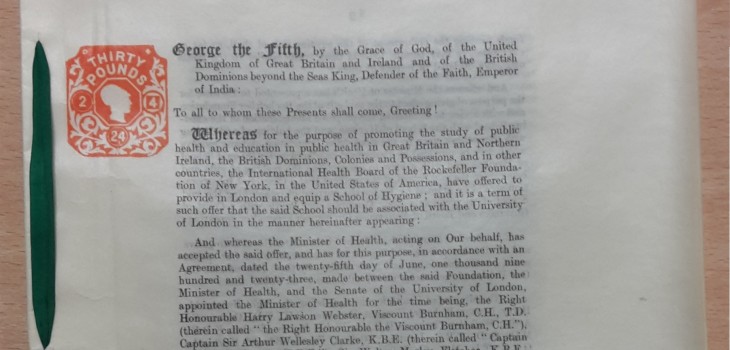 THIRTY
POUNDS
2 4
24
George the Fifth, by the Grace of God, of the United
Kingdom of Great Britain and Ireland and of the British
Dominions beyond the Seas King, Defender of the Faith, Emperor
of India :
To all to whom these Presents shall come, Greeting !
Whereas for the purpose of promoting the study of public
health and education in public health in Great Britain and Northern
Ireland, the British Dominions, Colonies and Possessions, and in other
countries, the International Health Board of the Rockefeller Founda-
tion of New York, in the United States of America, have offered to
provide in London and equip a School of Hygiene ; and it is a term of
such offer that the said School should be associated with the University
of London in the manner hereinafter appearing :
And whereas the Minister of Health, acting on Our behalf, has
accepted the said offer, and has for this purpose, in accordance with an
Agreement, dated the twenty-fifth day of June, one thousand nine
hundred and twenty-three, made between the said Foundation, the
Minister of Health, and the Senate of the University of London,
appointed the Minister of Health for the time being, the Right
Honourable Harry Lawson Webster, Viscount Burnham, C.H., T.D.
(therein called " the Right Honourable the Viscount Burnham, C.H."),
Captain Sir Arthur Wellesley Clarke, K.B.E. (therein called " Captain